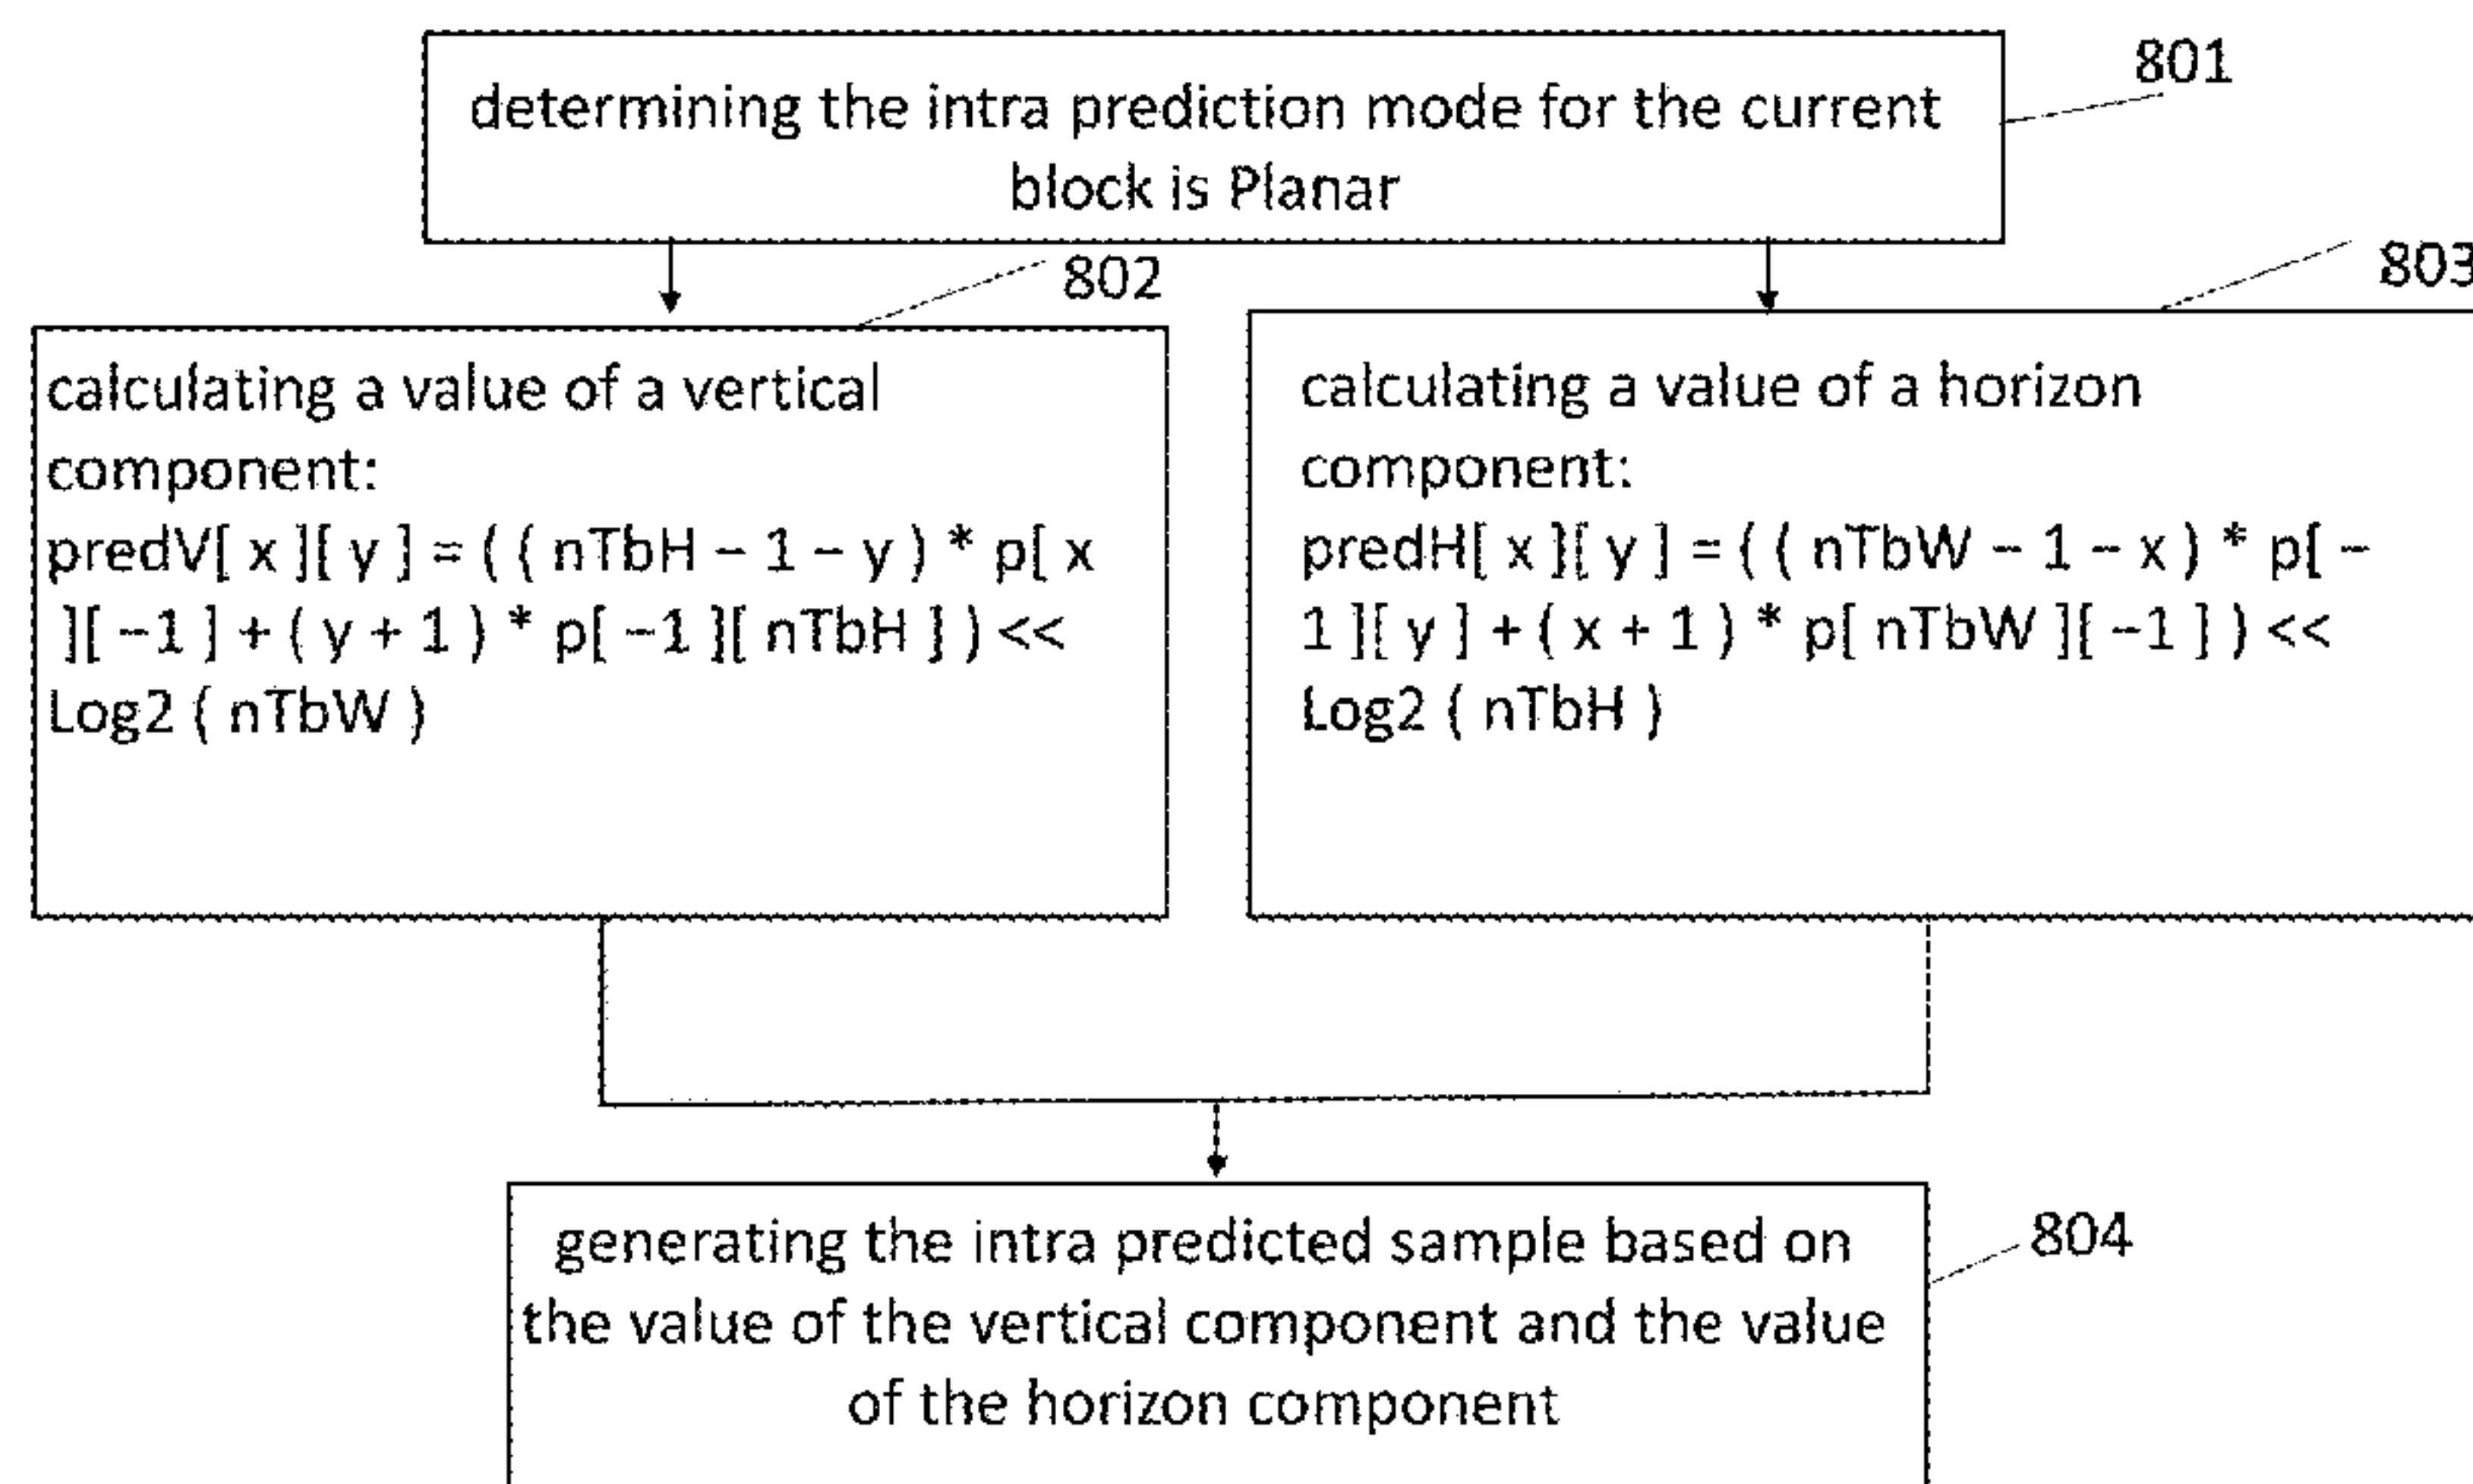 determining the intra prediction mode for the current
block is Planar
801
802
803
calculating a value of a vertical
component:
predV[ x ][ y ] = ( ( nTbH – 1 – y ) * p[ x
][ –1 ] + ( y + 1 ) * p[ –1 ][ nTbH ] ) <<
Log2 ( nTbW )
calculating a value of a horizon
component:
predH[ x ][ y ] = ( ( nTbW – 1 – x ) * p[ –
1 ][ y ] + ( x + 1 ) * p[ nTbW ][ –1 ] ) <<
Log2 ( nTbH )
generating the intra predicted sample based on
the value of the vertical component and the value
of the horizon component
804